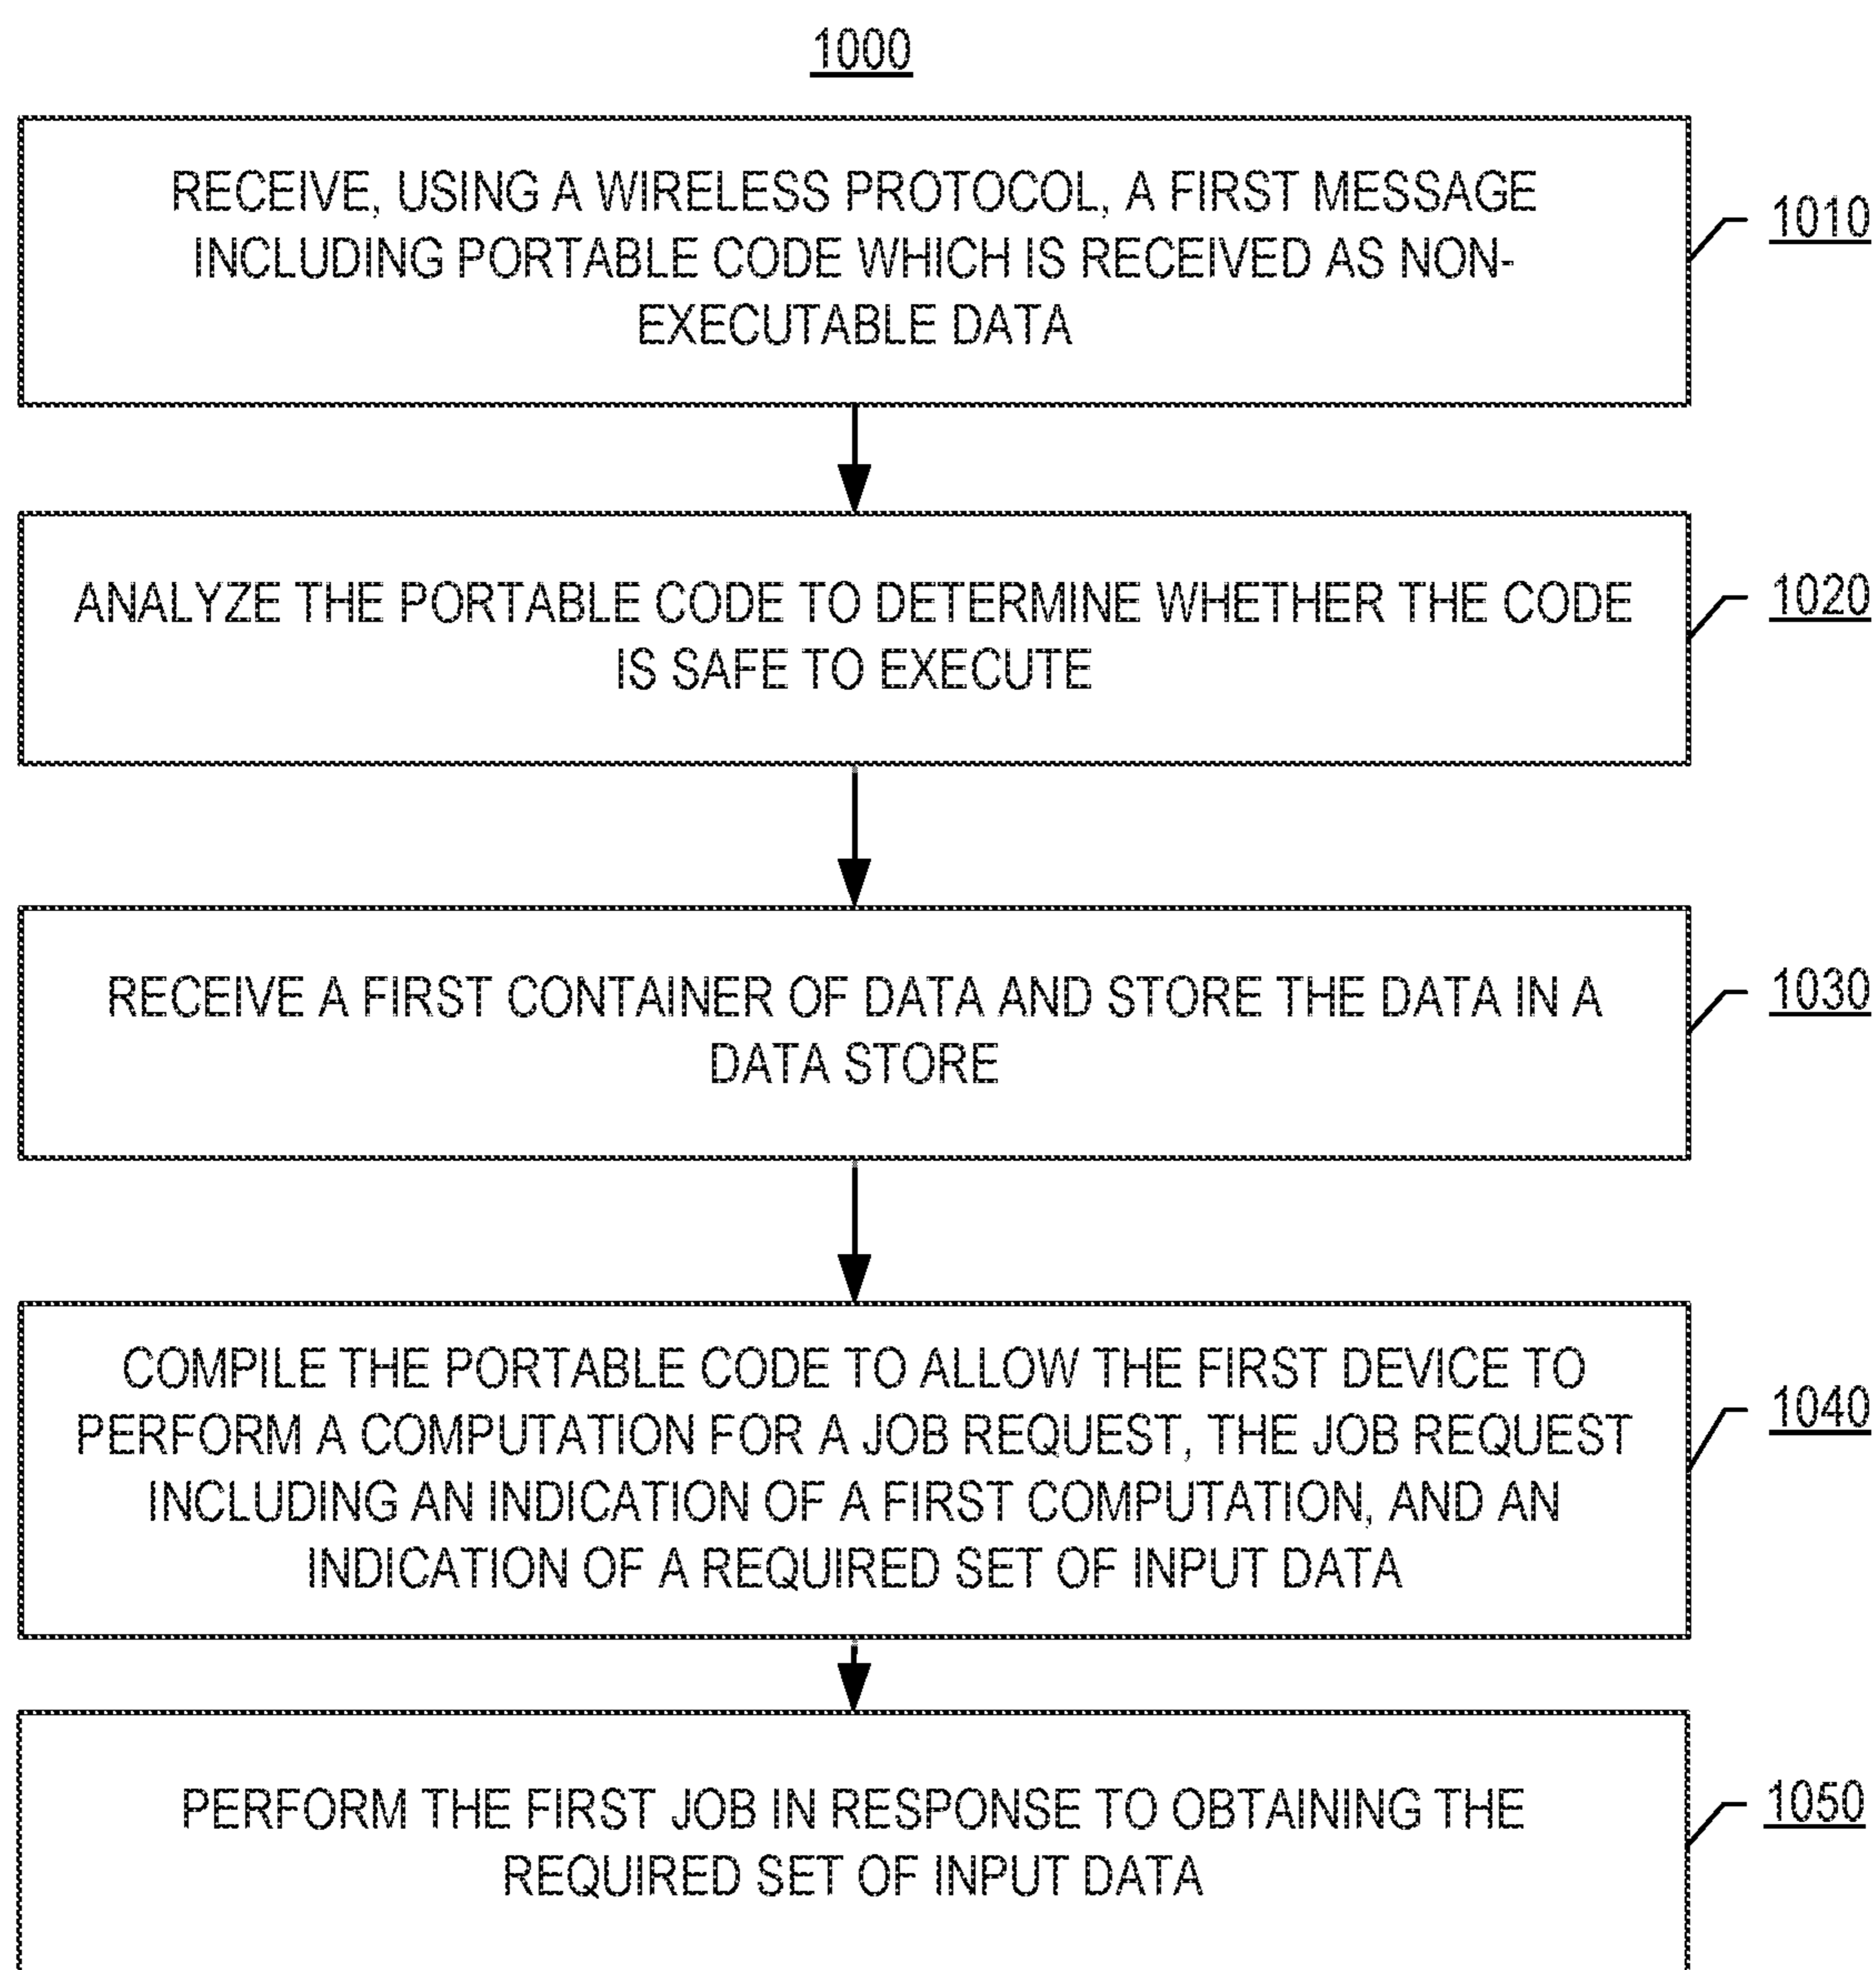 1000
RECEIVE, USING A WIRELESS PROTOCOL, A FIRST MESSAGE
INCLUDING PORTABLE CODE WHICH IS RECEIVED AS NON-
EXECUTABLE DATA
1010
ANALYZE THE PORTABLE CODE TO DETERMINE WHETHER THE CODE
IS SAFE TO EXECUTE
1020
RECEIVE A FIRST CONTAINER OF DATA AND STORE THE DATA IN A
DATA STORE
1030
COMPILE THE PORTABLE CODE TO ALLOW THE FIRST DEVICE TO
PERFORM A COMPUTATION FOR A JOB REQUEST, THE JOB REQUEST
INCLUDING AN INDICATION OF A FIRST COMPUTATION, AND AN
INDICATION OF A REQUIRED SET OF INPUT DATA
1040
PERFORM THE FIRST JOB IN RESPONSE TO OBTAINING THE
REQUIRED SET OF INPUT DATA
1050